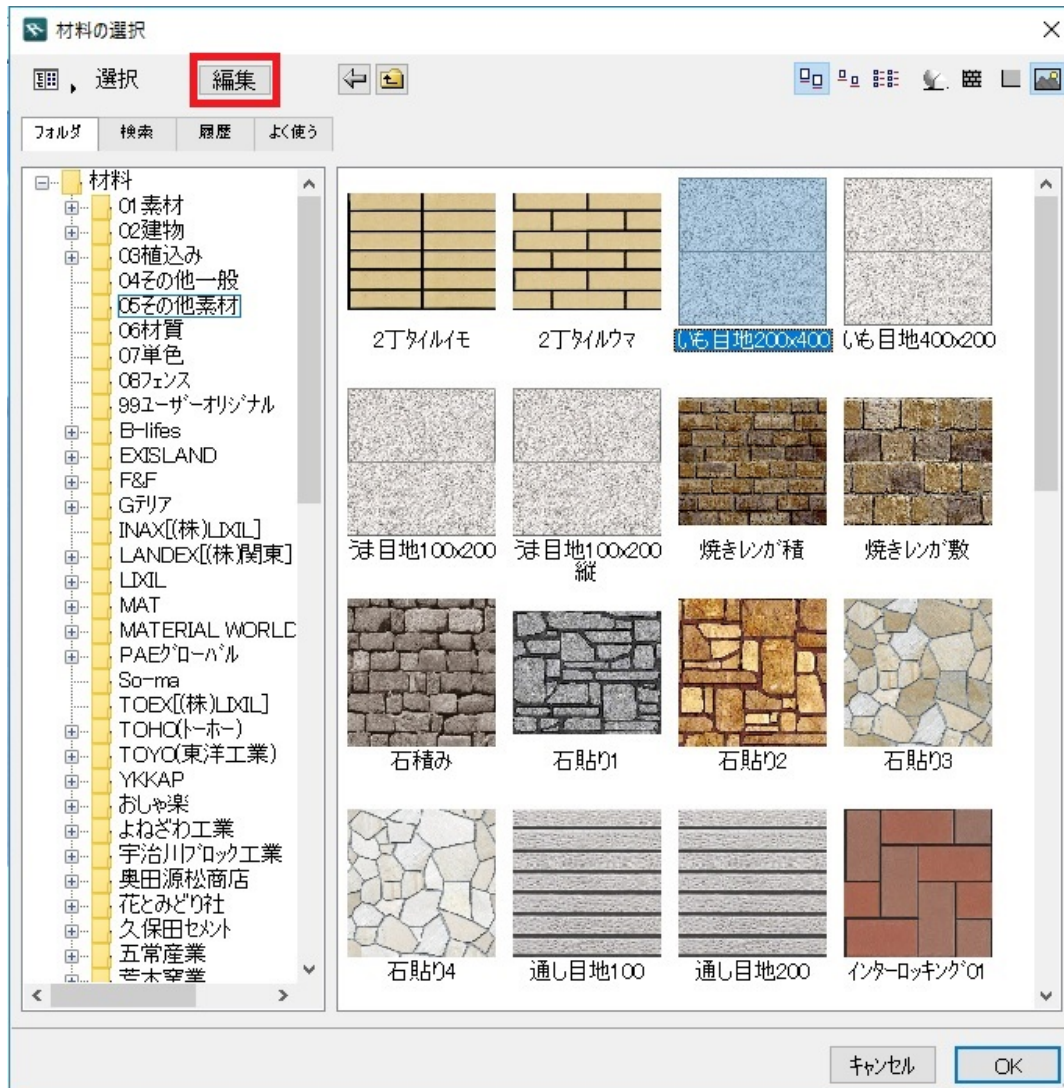 材料の選択
選択
編集
フォルダ
検索
履歴
よく使う
材料
01素材
02建物
03植込み
04その他一般
05その他素材
06材質
07単色
08フェンス
99ユーザーオリジナル
B-lifes
EXISLAND
F&F
Gテリア
INAX[(株)LIXIL]
LANDEX[(株)関東]
LIXIL
MAT
MATERIAL WORLD
PAEグローバル
So-ma
TOEX[(株)LIXIL]
TOHO(トーホー)
TOYO(東洋工業)
YKKAP
おしゃ楽
よねざわ工業
宇治川ブロック工業
奥田源松商店
花とみどり社
久保田セメント
五常産業
荒木窯業
2丁タイルイモ
2丁タイルウマ
いも目地200x400
いも目地400x200
うま目地100x200
うま目地100x200
縦
焼きレンガ積
焼きレンガ敷
石積み
石貼り1
石貼り2
石貼り3
石貼り4
通し目地100
通し目地200
インターロッキング01
キャンセル
OK